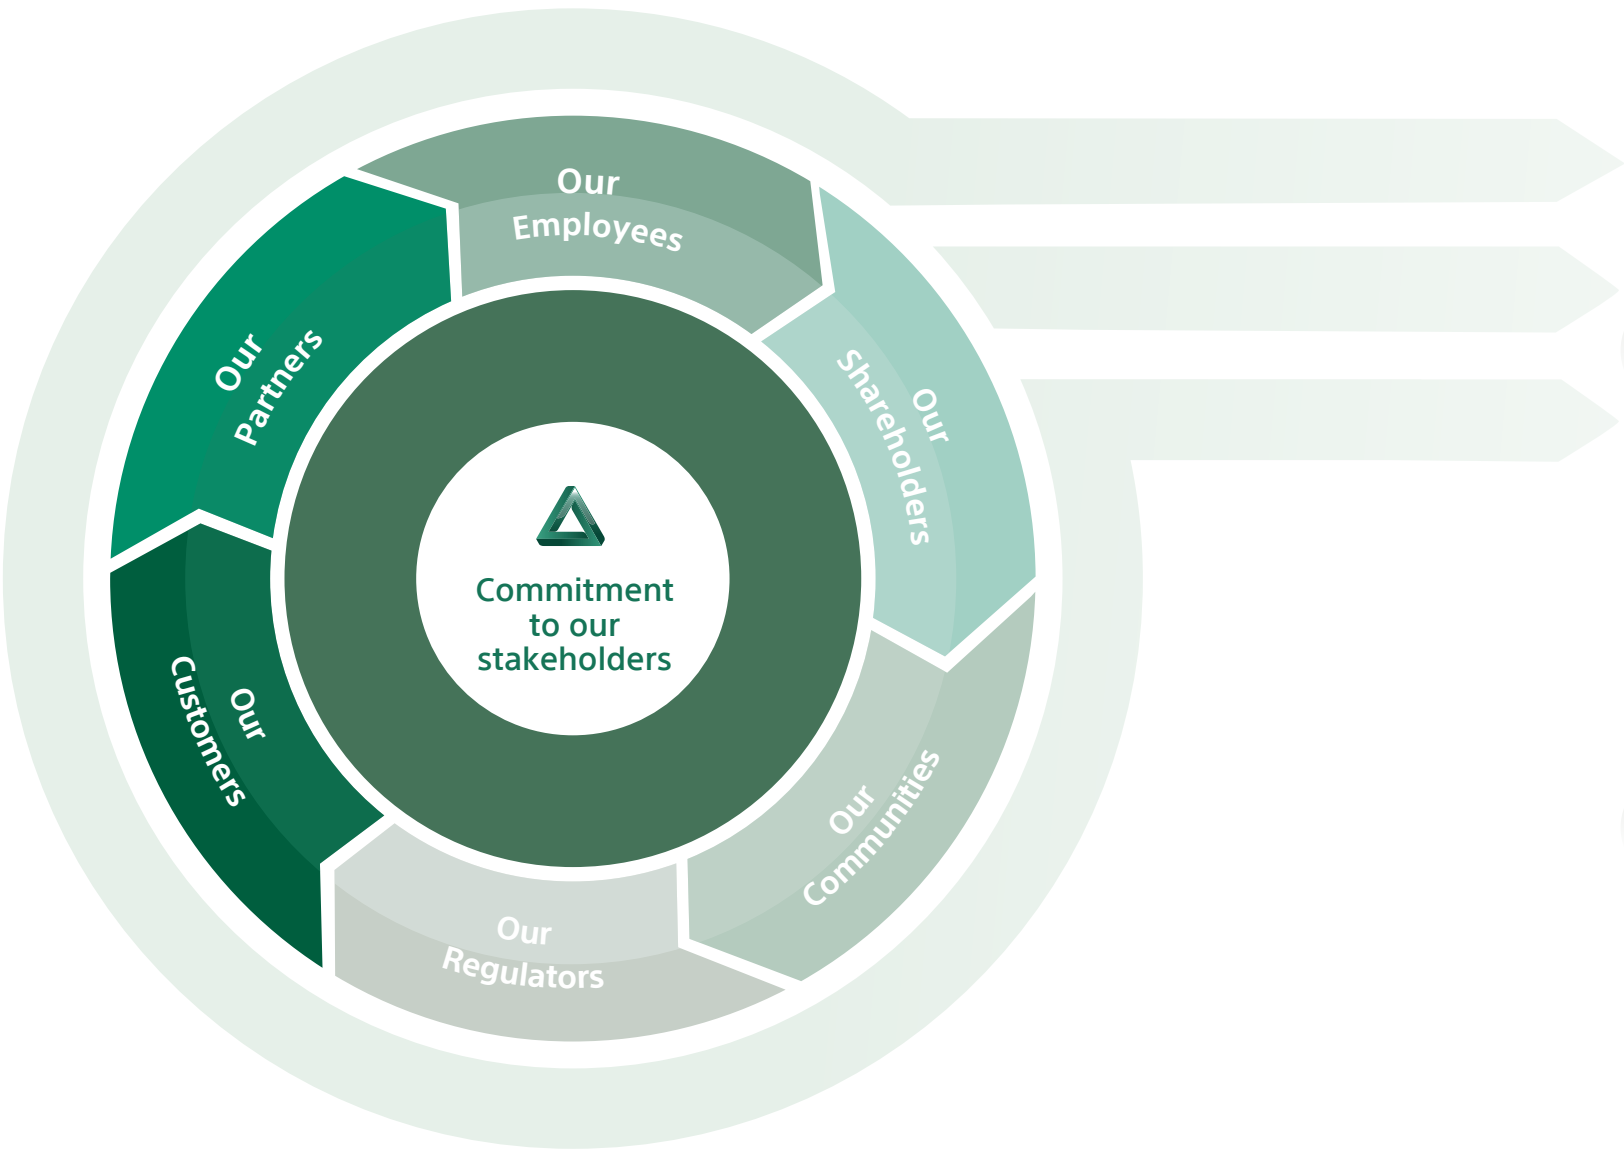 Our
Employees
Our
Shareholders
Our
Communities
Our
Regulators
Our
Customers
Our
Partners
Commitment
to our
stakeholders